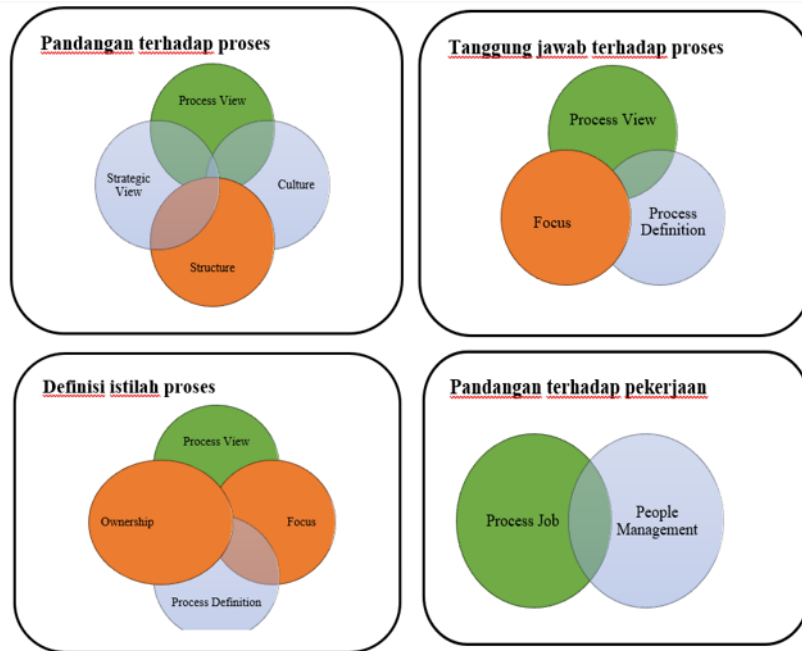 Pandangan terhadap proses
Process View
Strategic
View
Culture
Structure
Tanggung jawab terhadap proses
Process View
Focus
Process
Definition
Definisi istilah proses
Process View
Ownership
Focus
Process Definition
Pandangan terhadap pekerjaan
Process Job
People
Management